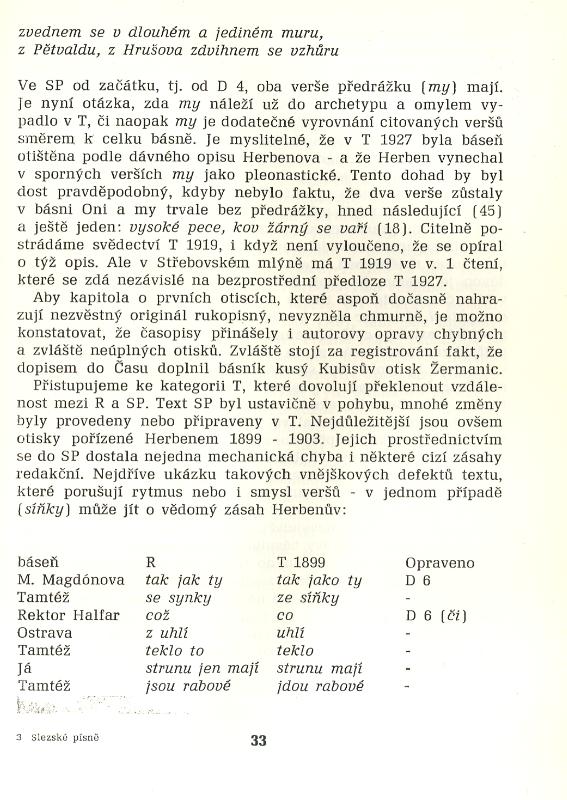 zvednem se v dlouhém a jediném muru,
z Pětvaldu, z Hrušova zdvihnem se vzhůru
Ve SP od začátku, tj. od D 4, oba verše předrážku (my) mají.
Je nyní otázka, zda my náleží už do archetypu a omylem vy-
padlo v T, či naopak my je dodatečné vyrovnání citovaných veršů
směrem k celku básně. Je myslitelné, že v T 1927 byla báseň
otištěna podle dávného opisu Herbenova - a že Herben vynechal
v sporných verších my jako pleonastické. Tento dohad by byl
dost pravděpodobný, kdyby nebylo faktu, že dva verše zůstaly
v básni Oni a my trvale bez předrážky, hned následující (45)
a ještě jeden: vysoké pece, kov žárný se vaří (18). Citelně po-
strádáme svědectví T 1919, i když není vyloučeno, že se opíral
o týž opis. Ale v Střebovském mlýně má T 1919 ve v. 1 čtení,
které se zdá nezávislé na bezprostřední předloze T 1927.
Aby kapitola o prvních otiscích, které aspoň dočasně nahra-
zují nezvěstný originál rukopisný, nevyzněla chmurně, je možno
konstatovat, že časopisy přinášely i autorovy opravy chybných
a zvláště neúplných otisků. Zvláště stojí za registrování fakt, že
dopisem do Času doplnil básník kusý Kubisův otisk Žermanic.
Přistupujeme ke kategorii T, které dovolují překlenout vzdále-
nost mezi R a SP. Text SP byl ustavičně v pohybu, mnohé změny
byly provedeny nebo připraveny v T. Nejdůležitější jsou ovšem
otisky pořízené Herbenem 1899 - 1903. Jejich prostřednictvím
se do SP dostala nejedna mechanická chyba i některé cizí zásahy
redakční. Nejdříve ukázku takových vnějškových defektů textu,
které porušují rytmus nebo i smysl veršů - v jednom případě
(síňky) může jít o vědomý zásah Herbenův:
báseň R T 1899 Opraveno
M. Magdónova tak jak ty tak jako ty D 6
Tamtéž se synky ze síňky -
Rektor Halfar což co D 6 (či)
Ostrava z uhlí uhlí -
Tamtéž teklo to teklo -
Já strunu jen mají strunu mají -
Tamtéž jsou rabové jdou rabové -
3 Slezské písně
33